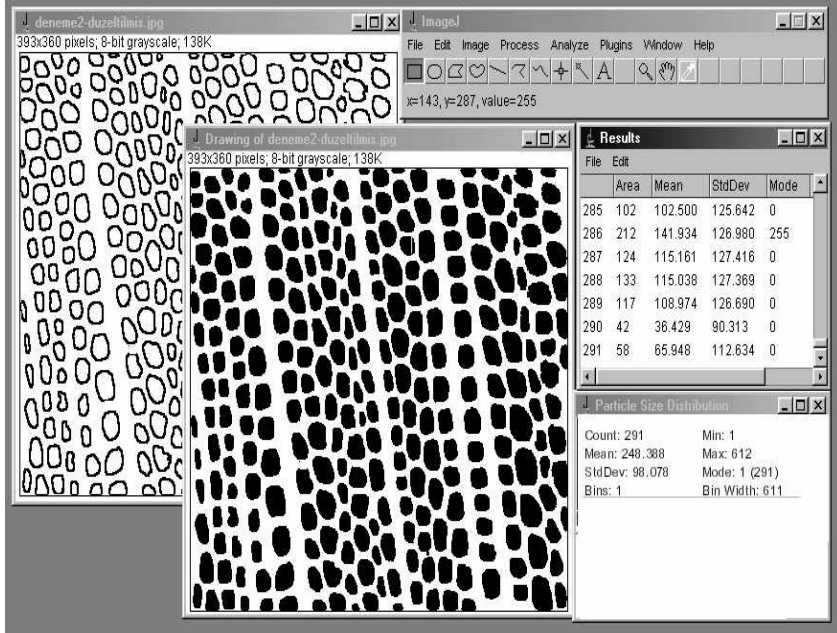 deneme2-duzeltilmis.jpg
393x360 pixels; 8-bit grayscale; 138K
ImageJ
File Edit Image Process Analyze Plugins Window Help
A
x=143, y=287, value=255
Drawing of deneme2-duzeltilmis.jpg
393x360 pixels; 8-bit grayscale; 138K
Results
File Edit
Area Mean StdDev Mode
285 102 102.500 125.642 0
286 212 141.934 126.980 255
287 124 115.161 127.416 0
288 133 115.038 127.369 0
289 117 108.974 126.690 0
290 42 36.429 90.313 0
291 58 65.948 112.634 0
Particle Size Distribution
Count: 291 Min: 1
Mean: 248.388 Max: 612
StdDev: 98.078 Mode: 1 (291)
Bins: 1 Bin Width: 611